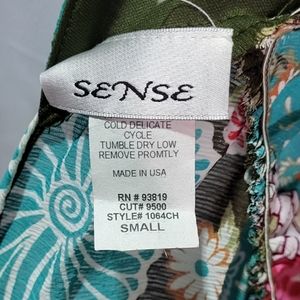 SENSE
COLD DELICATE
CYCLE
TUMBLE DRY LOW
REMOVE PROMTLY
MADE IN USA
RN # 93819
CUT# 9500
STYLE# 1064CH
SMALL